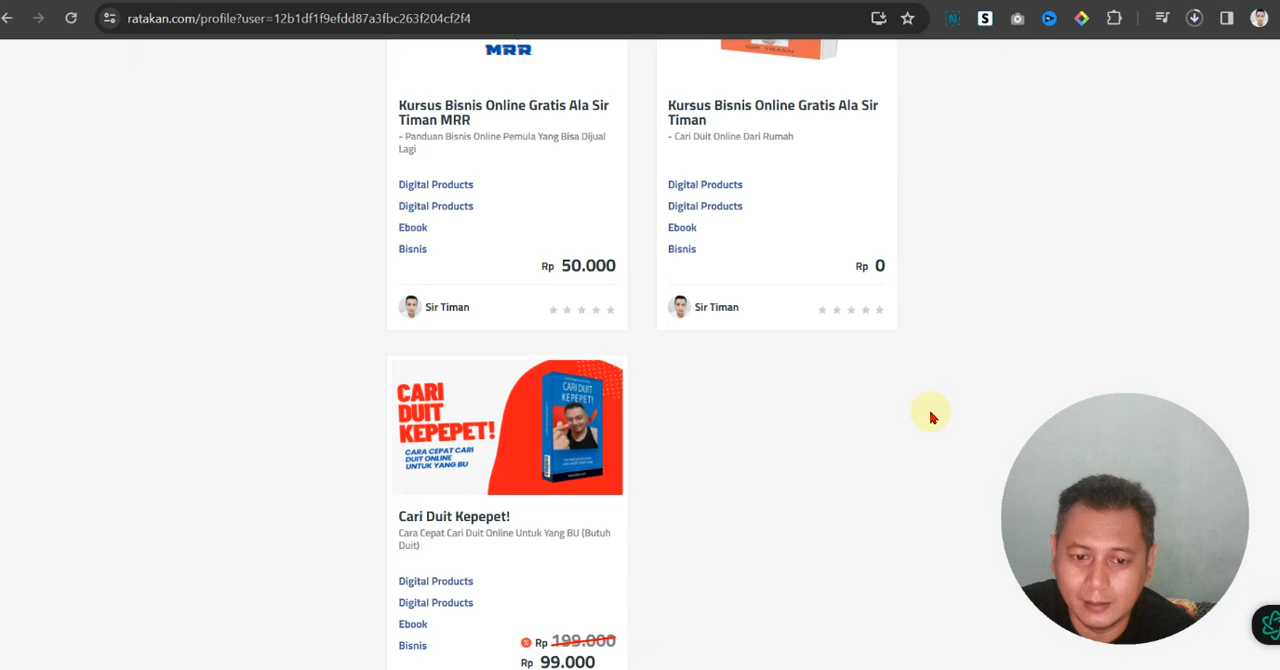 ratakan.com/profile?user=12b1df1f9efdd87a3fbc263f204cf2f4
MRR
SIR TIMAN
Kursus Bisnis Online Gratis Ala Sir
Timan MRR
- Panduan Bisnis Online Pemula Yang Bisa Dijual
Lagi
Digital Products
Digital Products
Ebook
Bisnis
Rp 50.000
Sir Timan
Kursus Bisnis Online Gratis Ala Sir
Timan
- Cari Duit Online Dari Rumah
Digital Products
Digital Products
Ebook
Bisnis
Rp 0
Sir Timan
CARI
DUIT
KEPEPET!
CARA CEPAT CARI
DUIT ONLINE
UNTUK YANG BU
CARI DUIT
KEPEPET!
Cari Duit Kepepet!
Cara Cepat Cari Duit Online Untuk Yang BU (Butuh
Duit)
Digital Products
Digital Products
Ebook
Bisnis
Rp 199.000
Rp 99.000